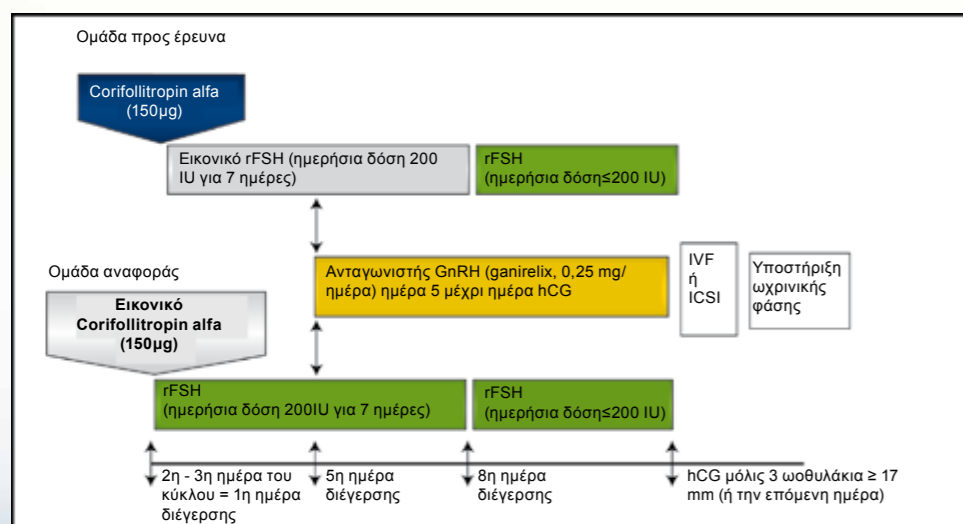 Ομάδα προς έρευνα
Corifollitropin alfa
(150μg)
Εικονικό rFSH (ημερήσια δόση 200
IU για 7 ημέρες)
rFSH
(ημερήσια δόση≤200 IU)
Ομάδα αναφοράς
Ανταγωνιστής GnRH (ganirelix, 0,25 mg/
ημέρα) ημέρα 5 μέχρι ημέρα hCG
IVF
ή
ICSI
Υποστήριξη
ωχρινικής
φάσης
Εικονικό
Corifollitropin alfa
(150μg)
rFSH
(ημερήσια δόση 200IU για 7 ημέρες)
rFSH
(ημερήσια δόση≤200 IU)
2η - 3η ημέρα του
κύκλου = 1η ημέρα
διέγερσης
5η ημέρα
διέγερσης
8η ημέρα
διέγερσης
hCG μόλις 3 ωοθυλάκια ≥ 17
mm (ή την επόμενη ημέρα)